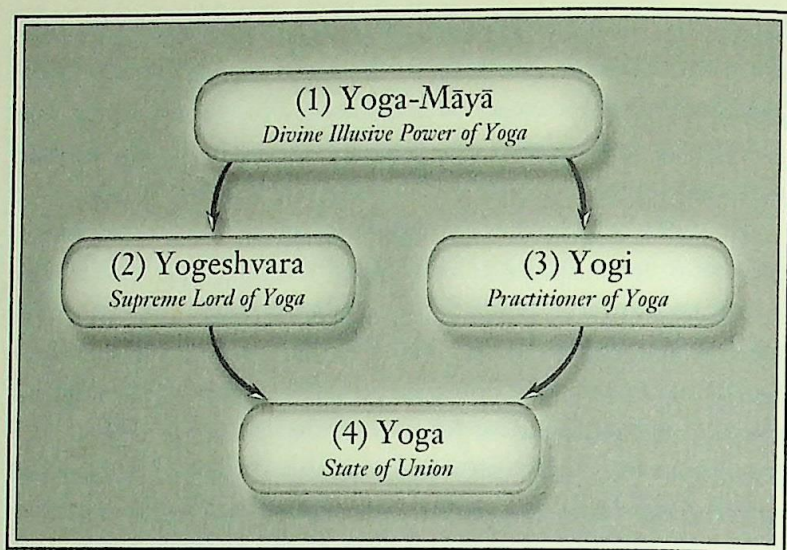 (1) Yoga-Māyā
Divine Illusive Power of Yoga
(2) Yogeshvara
Supreme Lord of Yoga
(3) Yogi
Practitioner of Yoga
(4) Yoga
State of Union